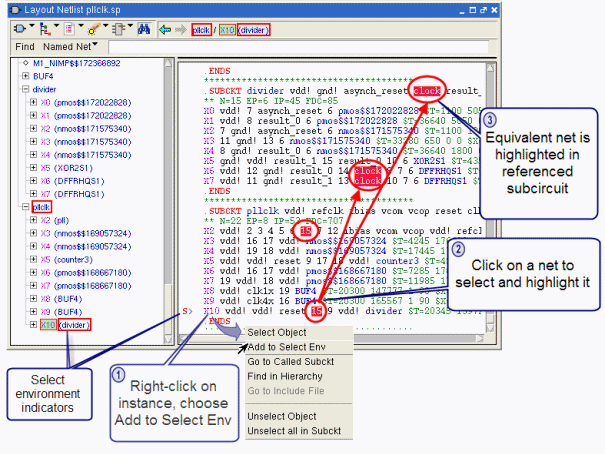 Layout Netlist pllclk.sp
pllclk / X10 (divider)
Find Named Net
M1_NIMP$$172366892
BUF4
divider
X0 (pmos$$172022828)
X1 (pmos$$172022828)
X2 (nmos$$171575340)
X3 (nmos$$171575340)
X4 (nmos$$171575340)
X5 (XOR2S1)
X6 (DFFRHQS1)
X7 (DFFRHQS1)
pllclk
X2 (pll)
X3 (nmos$$169057324)
X4 (nmos$$169057324)
X5 (counter3)
X6 (pmos$$168667180)
X7 (pmos$$168667180)
X8 (BUF4)
X9 (BUF4)
X10 (divider)
.ENDS
****************************************
.SUBCKT divider vdd! gnd! async_reset clock result_
** N=15 EP=6 IP=45 FDC=85
X0 vdd! 7 async_reset 6 pmos$$172022828 $T=1100 505
X1 vdd! 8 result_0 6 pmos$$172022828 $T=36640 5050
X2 7 gnd! async_reset 6 nmos$$171575340 $T=1100
X3 11 gnd! 13 6 nmos$$171575340 650 0 0 $X
X4 8 gnd! result_0 6 nmos$$171575340 $T=36640 1800
X5 gnd! vdd! result_1 15 result_0 10 6 XOR2S1 $T=43
X6 vdd! 12 gnd! result_0 14 clock 9 7 6 DFFRHQS1 $T
X7 vdd! 11 gnd! result_1 13 clock 10 7 6 DFFRHQS1 $T
.ENDS
****************************************
.SUBCKT pllclk vdd! refclk ibias vcom vcop reset cl
** N=22 EP=8 IP=52 FDC=707
X2 vdd! 2 3 4 5 6 15 7 12 ibias vcom vcop vdd! refcl
X3 vdd! 16 17 vdd! nmos$$169057324 $T=4245 17
X4 vdd! 19 18 vdd! nmos$$169057324 $T=17445 1
X5 vdd! vdd! reset 9 17 18 vdd! counter3 $T=4
X6 vdd! 16 17 vdd! pmos$$168667180 $T=7285 17
X7 19 vdd! 18 vdd! pmos$$168667180 $T=11985 1
X8 vdd! clk1x 19 BUF4 $T=20300 147777 1 90 $X
X9 vdd! clk4x 16 BUF4 $T=20300 165567 1 90 $X
S> X10 vdd! vdd! reset 15 9 vdd! divider $T=20345
.ENDS
Select Object
Add to Select Env
Go to Called Subckt
Find in Hierarchy
Go to Include File
Unselect Object
Unselect all in Subckt
Select
environment
indicators
1
Right-click on
instance, choose
Add to Select Env
2
Click on a net to
select and highlight it
3
Equivalent net is
highlighted in
referenced
subcircuit